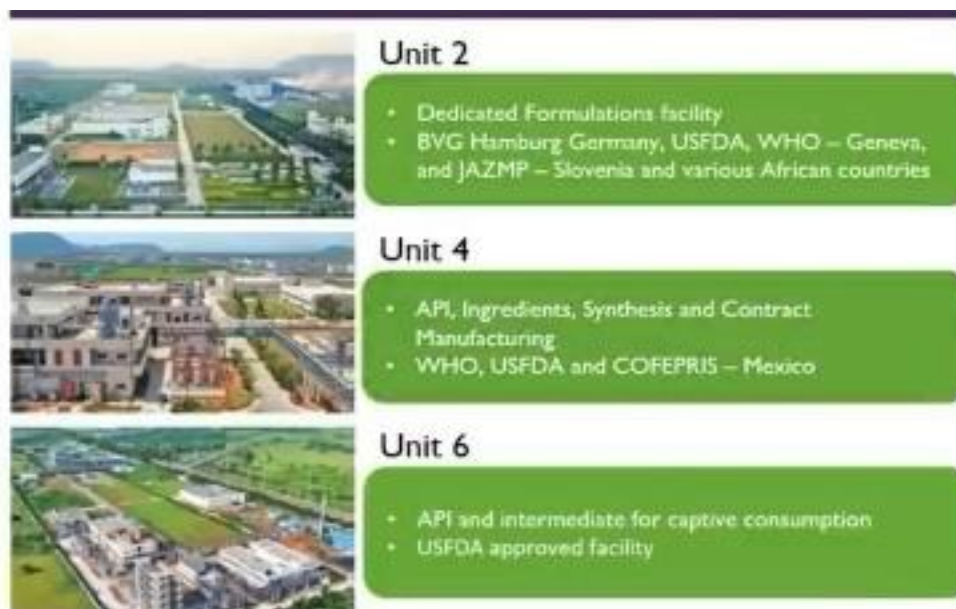 Unit 2
• Dedicated Formulations facility
• BVG Hamburg Germany, USFDA, WHO – Geneva,
and JAZMP – Slovenia and various African countries
Unit 4
• API, Ingredients, Synthesis and Contract
Manufacturing
• WHO, USFDA and COFEPRIS – Mexico
Unit 6
• API and intermediate for captive consumption
• USFDA approved facility